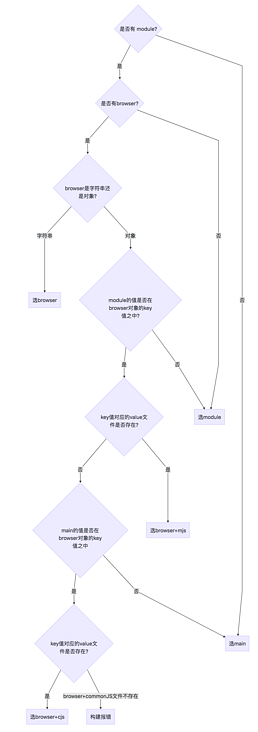 是否有 module?
是
是否有browser?
是
browser是字符串还
是对象?
否
字符串
对象
选browser
module的值是否在
browser对象的key
值之中?
否
是
否
选module
key值对应的value文
件是否存在?
否
是
main的值是否在
browser对象的key
值之中
选browser+mjs
否
是
选main
key值对应的value文
件是否存在?
是
browser+commonJS文件不存在
选browser+cjs
构建报错